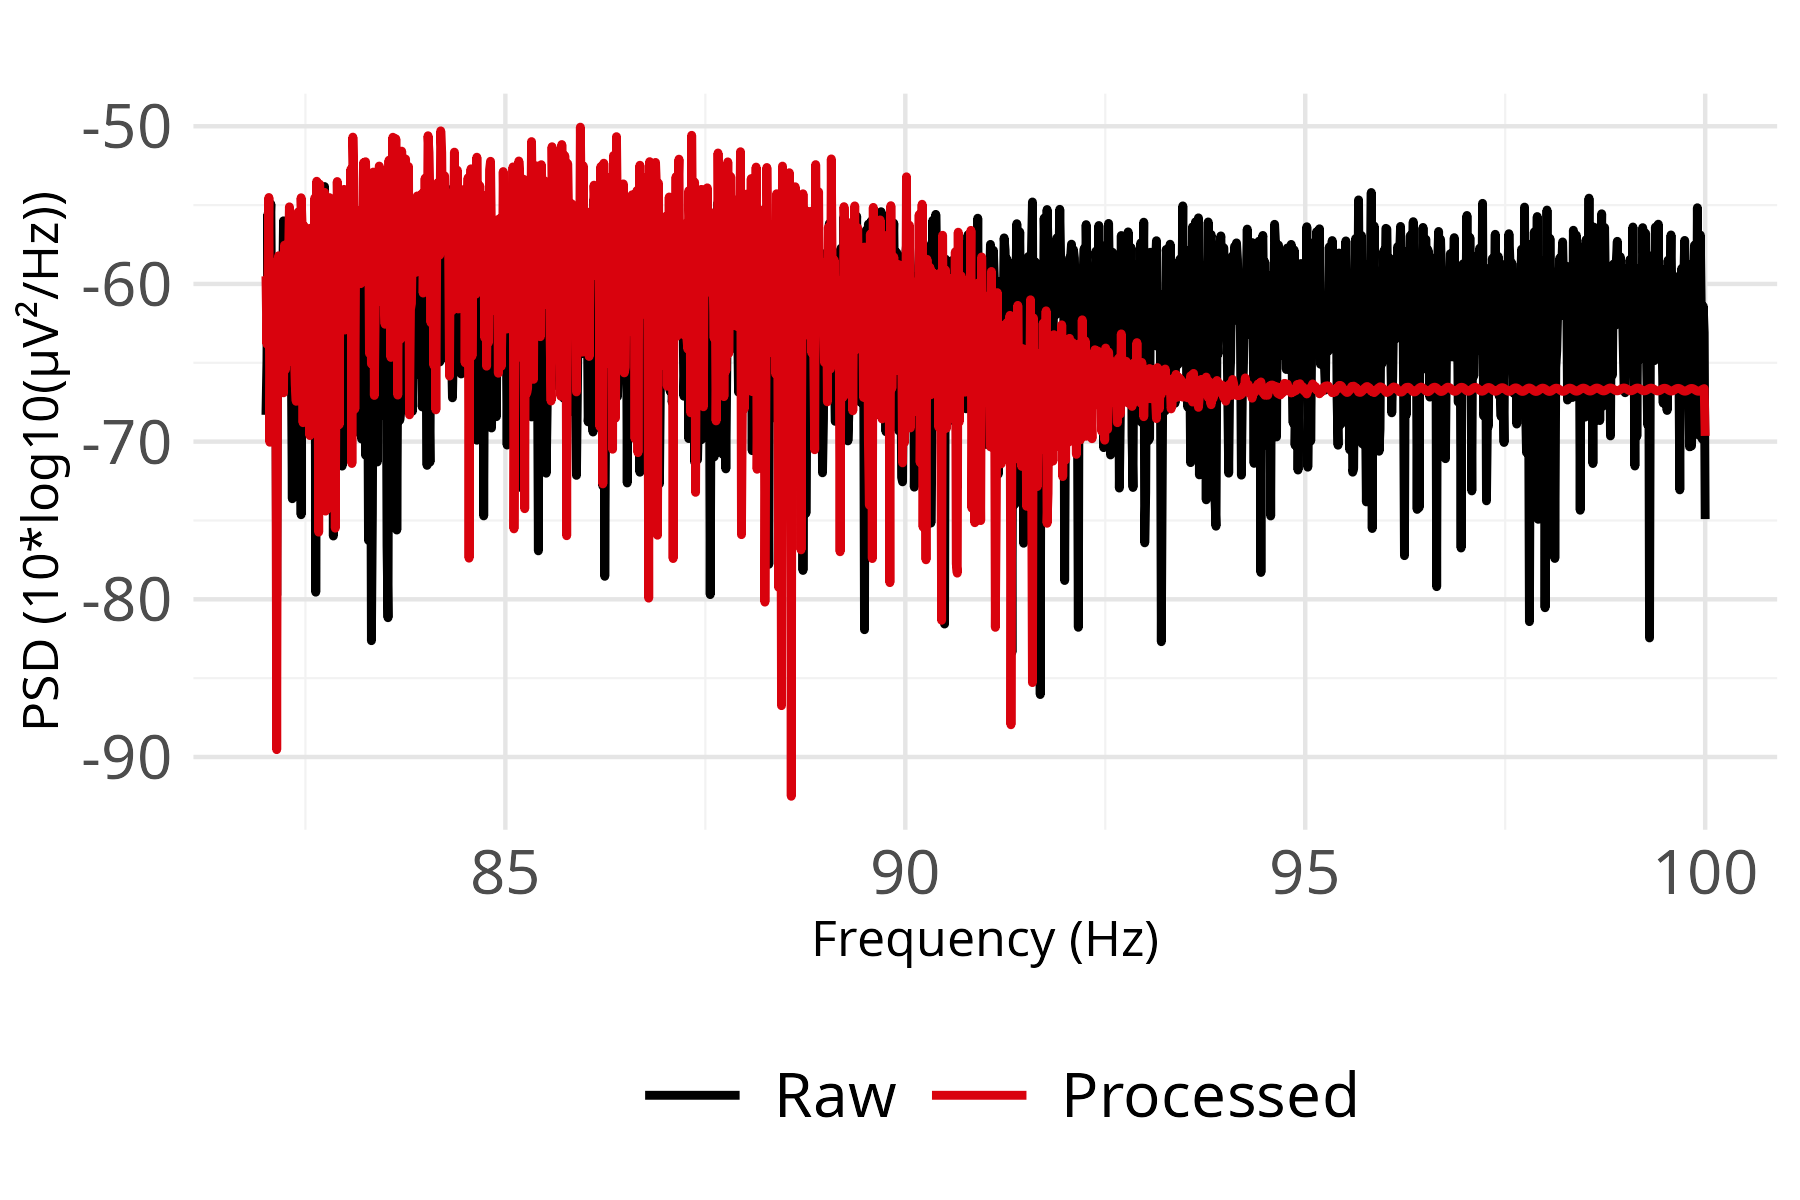 PSD (10*log10(µV²/Hz))
-50
-60
-70
-80
-90
85 90 95 100
Frequency (Hz)
Raw Processed